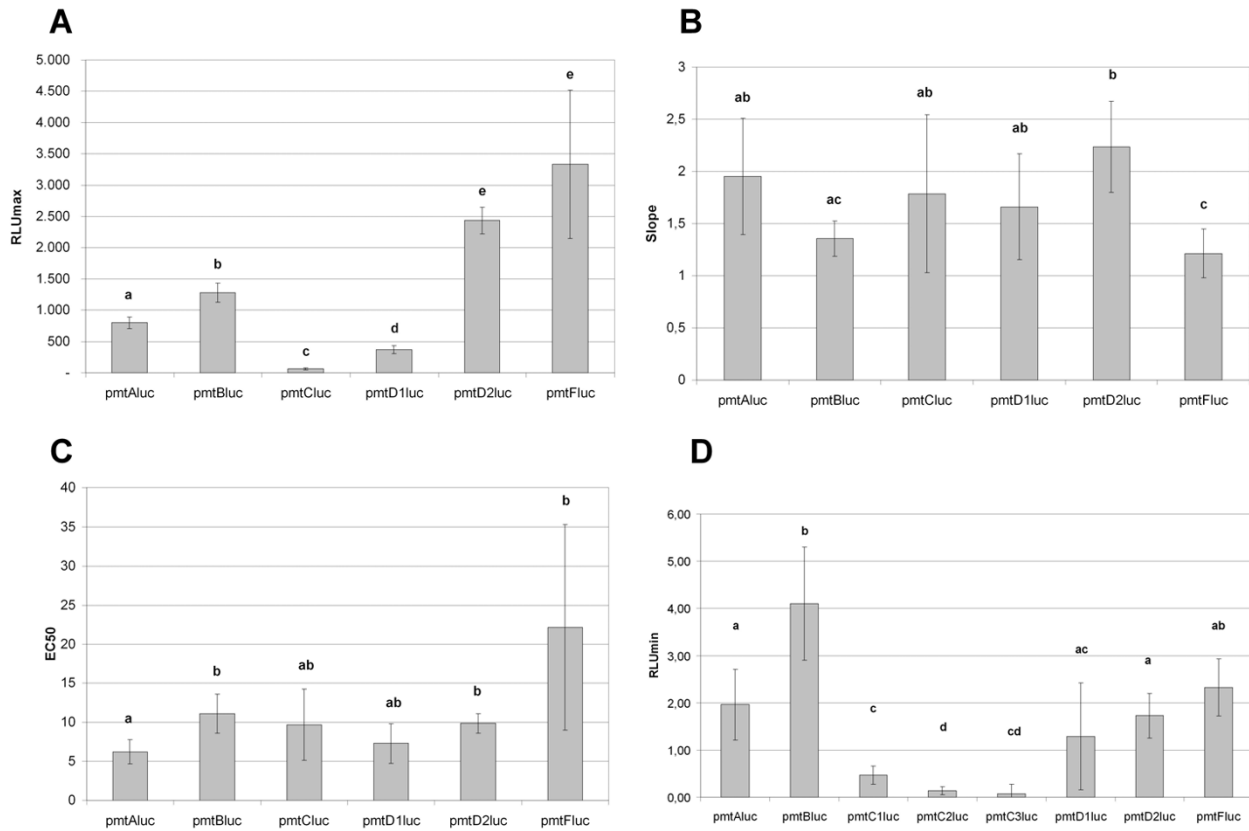 A
RLUmax
5.000
4.500
4.000
3.500
3.000
2.500
2.000
1.500
1.000
500
-
a
b
c
d
e
e
pmtAluc pmtBluc pmtCluc pmtD1luc pmtD2luc pmtFluc
B
Slope
3
2,5
2
1,5
1
0,5
0
ab
ac
ab
ab
b
c
pmtAluc pmtBluc pmtCluc pmtD1luc pmtD2luc pmtFluc
C
EC50
40
35
30
25
20
15
10
5
0
a
b
ab
ab
b
b
pmtAluc pmtBluc pmtCluc pmtD1luc pmtD2luc pmtFluc
D
RLUmin
6,00
5,00
4,00
3,00
2,00
1,00
0,00
a
b
c
d
cd
ac
a
ab
pmtAluc pmtBluc pmtC1luc pmtC2luc pmtC3luc pmtD1luc pmtD2luc pmtFluc